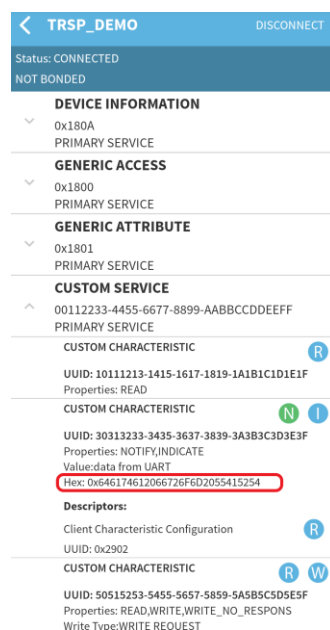 TRSP_DEMO DISCONNECT
Status: CONNECTED
NOT BONDED
DEVICE INFORMATION
0x180A
PRIMARY SERVICE
GENERIC ACCESS
0x1800
PRIMARY SERVICE
GENERIC ATTRIBUTE
0x1801
PRIMARY SERVICE
CUSTOM SERVICE
00112233-4455-6677-8899-AABBCCDDEEFF
PRIMARY SERVICE
CUSTOM CHARACTERISTIC R
UUID: 10111213-1415-1617-1819-1A1B1C1D1E1F
Properties: READ
CUSTOM CHARACTERISTIC N I
UUID: 30313233-3435-3637-3839-3A3B3C3D3E3F
Properties: NOTIFY,INDICATE
Value:data from UART
Hex: 0x646174612066726F6D2055415254
Descriptors:
Client Characteristic Configuration R
UUID: 0x2902
CUSTOM CHARACTERISTIC R W
UUID: 50515253-5455-5657-5859-5A5B5C5D5E5F
Properties: READ,WRITE,WRITE_NO_RESPONS
Write Type:WRITE REQUEST